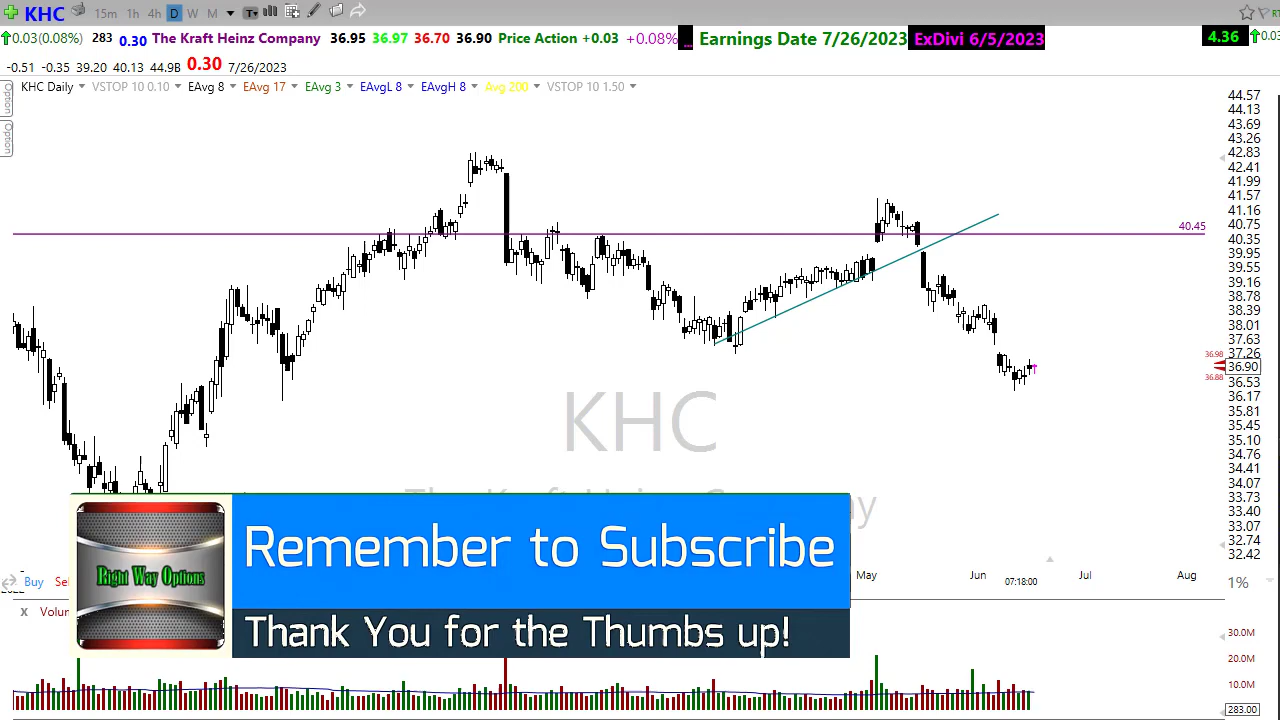 KHC 15m 1h 4h D W M
0.03(0.08%) 283 0.30 The Kraft Heinz Company 36.95 36.97 36.70 36.90 Price Action +0.03 +0.08% ... Earnings Date 7/26/2023 ExDivi 6/5/2023 4.36 0.03
-0.51 -0.35 39.20 40.13 44.9B 0.30 7/26/2023
KHC Daily VSTOP 10 0.10 EAvg 8 EAvg 17 EAvg 3 EAvgL 8 EAvgH 8 Avg 200 VSTOP 10 1.50
Option
Option
44.57
44.13
43.69
43.26
42.83
42.41
41.99
41.57
41.16
40.75
40.45
40.35
39.95
39.55
39.16
38.78
38.39
38.01
37.63
37.26
36.98
36.90
36.88
36.53
36.17
35.81
35.45
35.10
34.76
34.41
34.07
33.73
33.40
33.07
32.74
32.42
KHC
Right Way Options
Remember to Subscribe
Thank You for the Thumbs up!
Buy
May Jun 07:18:00 Jul Aug 1%
X
30.0M
20.0M
10.0M
283.00